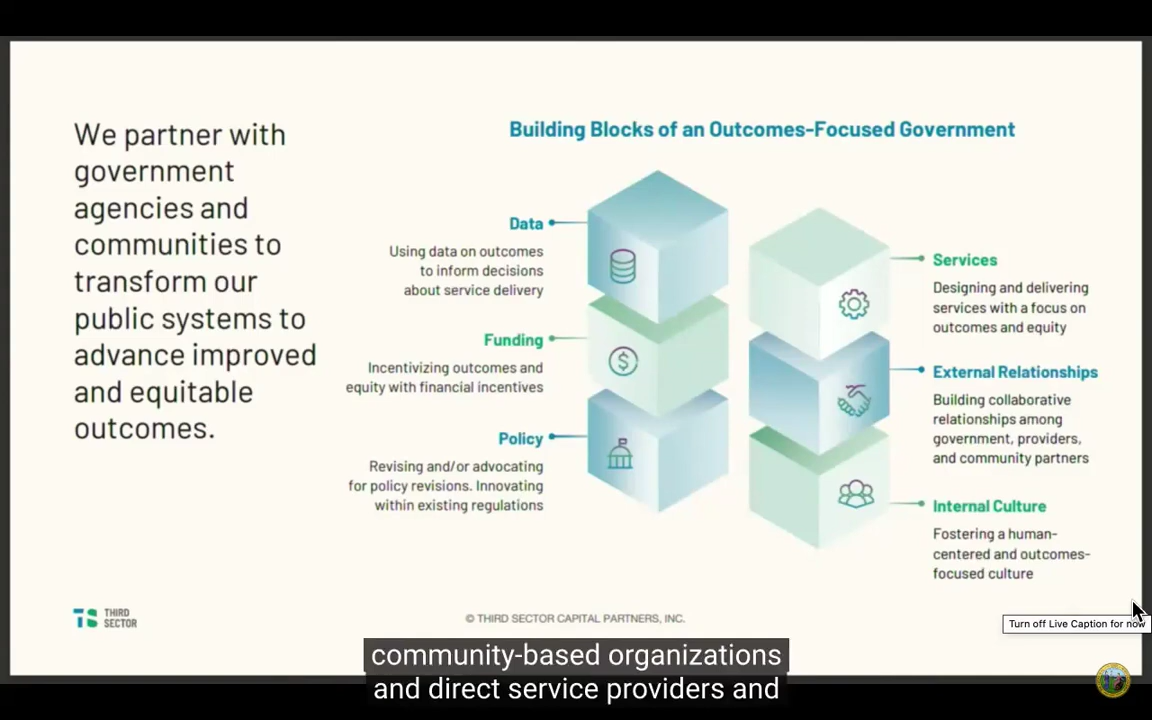 We partner with
government
agencies and
communities to
transform our
public systems to
advance improved
and equitable
outcomes.
Building Blocks of an Outcomes-Focused Government
Data
Using data on outcomes
to inform decisions
about service delivery
Funding
Incentivizing outcomes and
equity with financial incentives
Policy
Revising and/or advocating
for policy revisions. Innovating
within existing regulations
Services
Designing and delivering
services with a focus on
outcomes and equity
External Relationships
Building collaborative
relationships among
government, providers,
and community partners
Internal Culture
Fostering a human-
centered and outcomes-
focused culture
TS THIRD
SECTOR
© THIRD SECTOR CAPITAL PARTNERS, INC.
Turn off Live Caption for now
community-based organizations
and direct service providers and